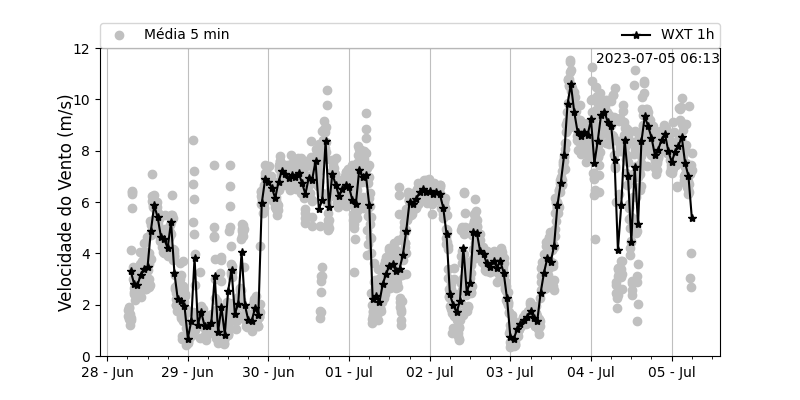 Média 5 min
WXT 1h
2023-07-05 06:13
Velocidade do Vento (m/s)
12
10
8
6
4
2
0
28 - Jun
29 - Jun
30 - Jun
01 - Jul
02 - Jul
03 - Jul
04 - Jul
05 - Jul